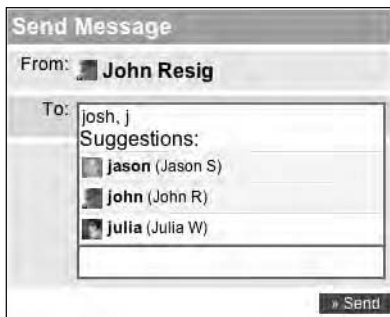 Send Message
From: John Resig
To: josh, j
Suggestions:
jason (Jason S)
john (John R)
julia (Julia W)
» Send